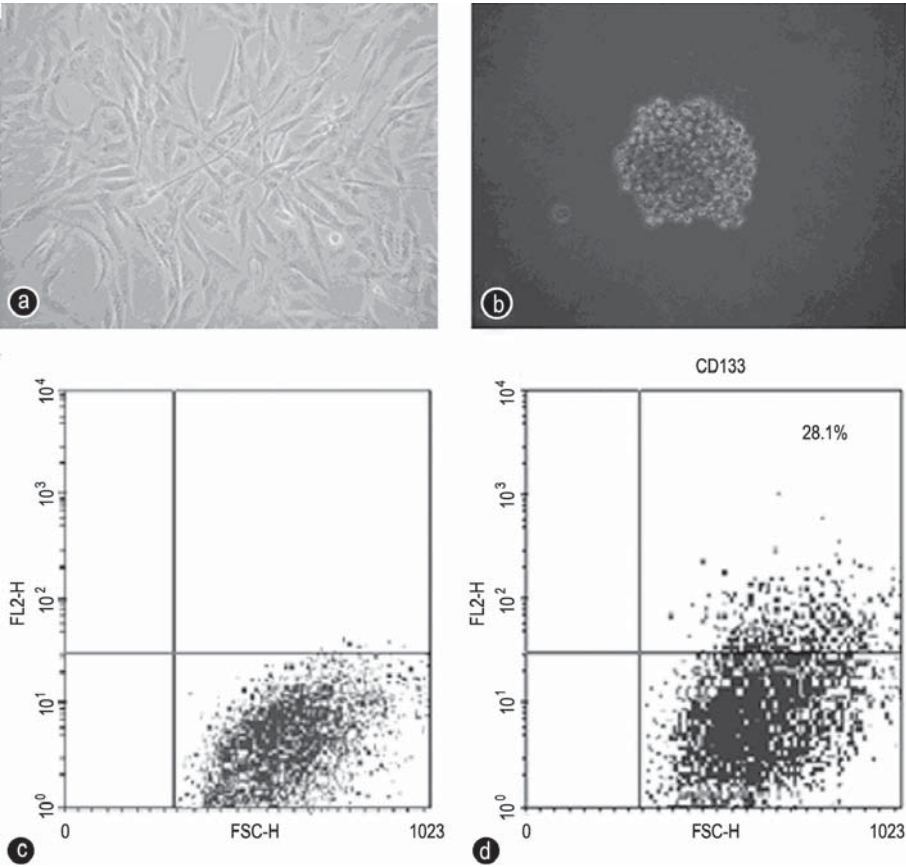 a
b
CD133
10⁴
10³
10²
10¹
10⁰
FL2-H
0
FSC-H
1023
c
28.1%
10⁴
10³
10²
10¹
10⁰
FL2-H
0
FSC-H
1023
d